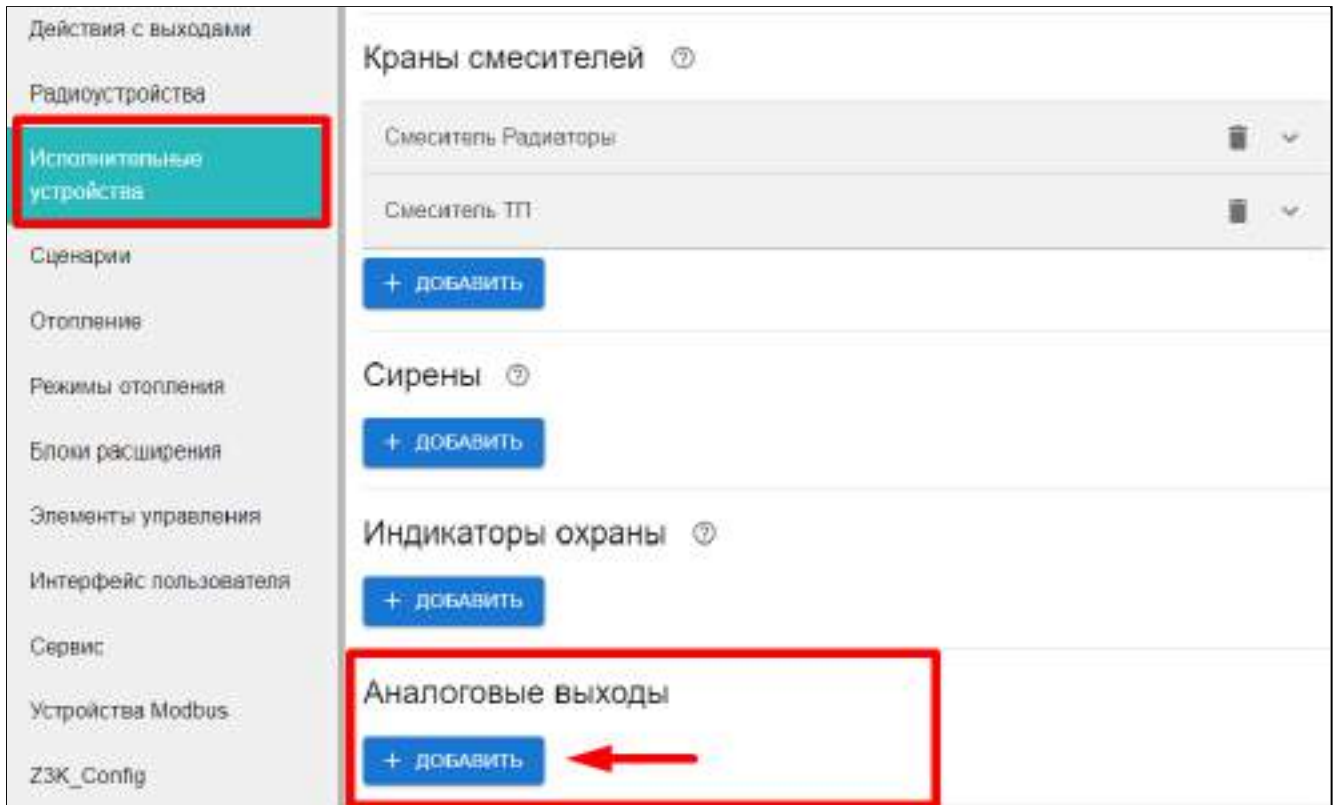 Действия с выходами
Радиоустройства
Исполнительные
устройства
Сценарии
Отопление
Режимы отопления
Блоки расширения
Элементы управления
Интерфейс пользователя
Сервис
Устройства Modbus
Z3K_Config
Краны смесителей ?
Смеситель Радиаторы
Смеситель ТП
+ ДОБАВИТЬ
Сирены ?
+ ДОБАВИТЬ
Индикаторы охраны ?
+ ДОБАВИТЬ
Аналоговые выходы
+ ДОБАВИТЬ